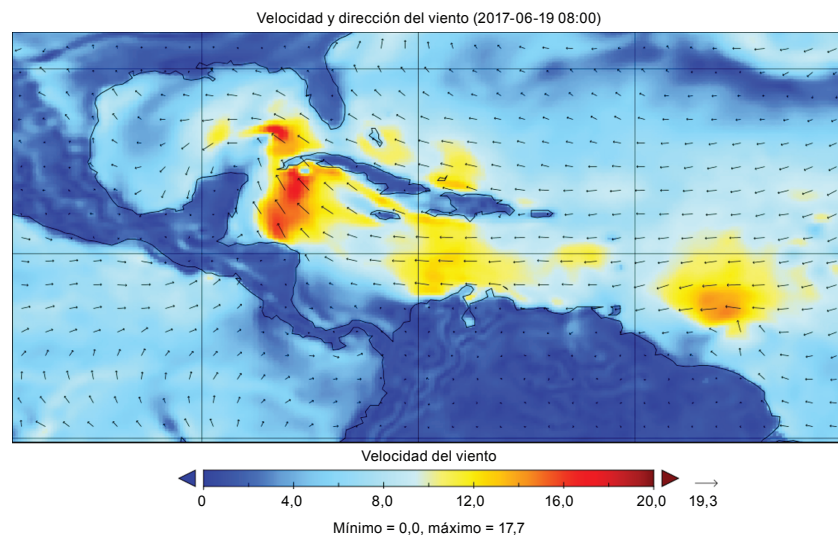 Velocidad y dirección del viento (2017-06-19 08:00)
Velocidad del viento
0 4,0 8,0 12,0 16,0 20,0 19,3
Mínimo = 0,0, máximo = 17,7